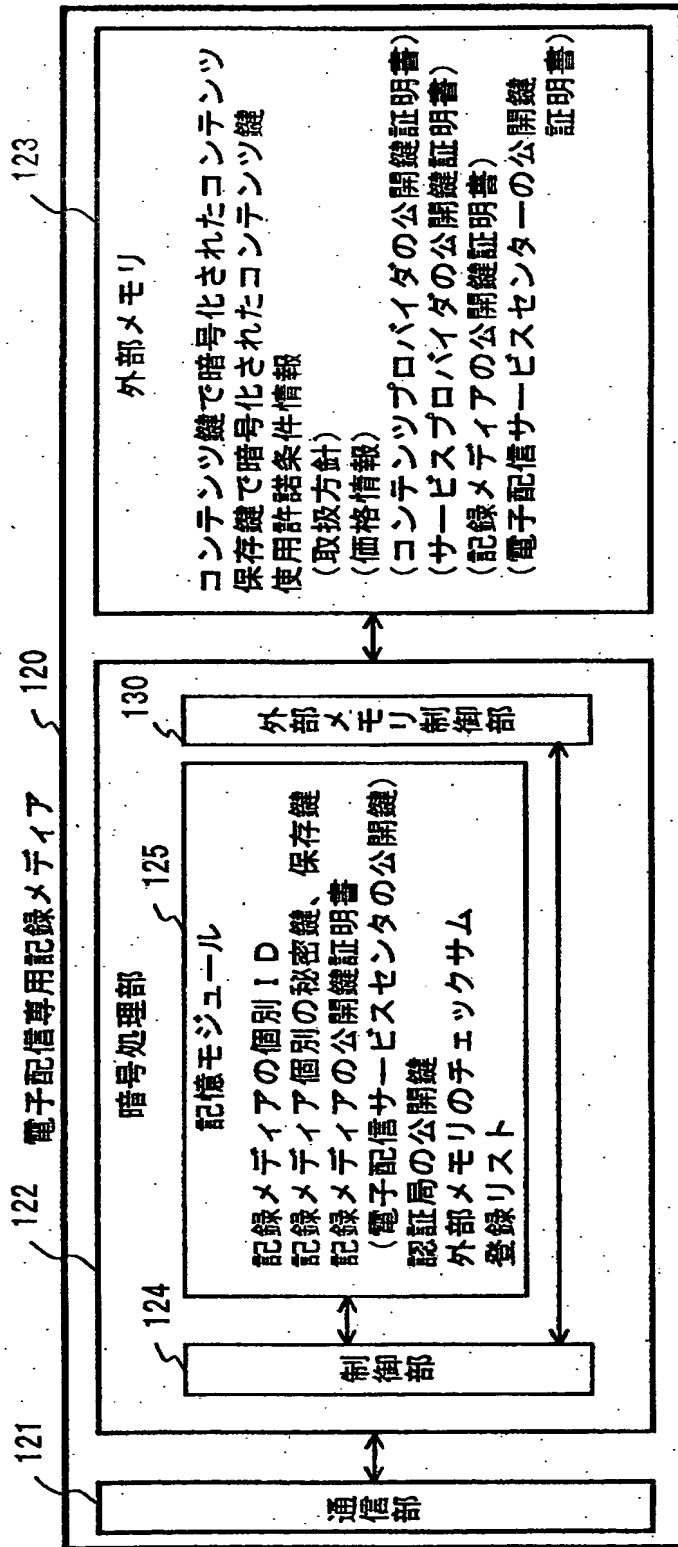 電子配信専用記録メディア
120
121
通信部
122
暗号処理部
124
制御部
125
記憶モジュール
記録メディアの個別ID
記録メディア個別の秘密鍵、保存鍵
記録メディアの公開鍵証明書
(電子配信サービスセンタの公開鍵)
認証局の公開鍵
外部メモリのチェックサム
登録リスト
130
外部メモリ制御部
123
外部メモリ
コンテンツ鍵で暗号化されたコンテンツ
保存鍵で暗号化されたコンテンツ鍵
使用許諾条件情報
(取扱方針)
(価格情報)
(コンテンツプロバイダの公開鍵証明書)
(サービスプロバイダの公開鍵証明書)
(記録メディアの公開鍵証明書)
(電子配信サービスセンターの公開鍵
証明書)